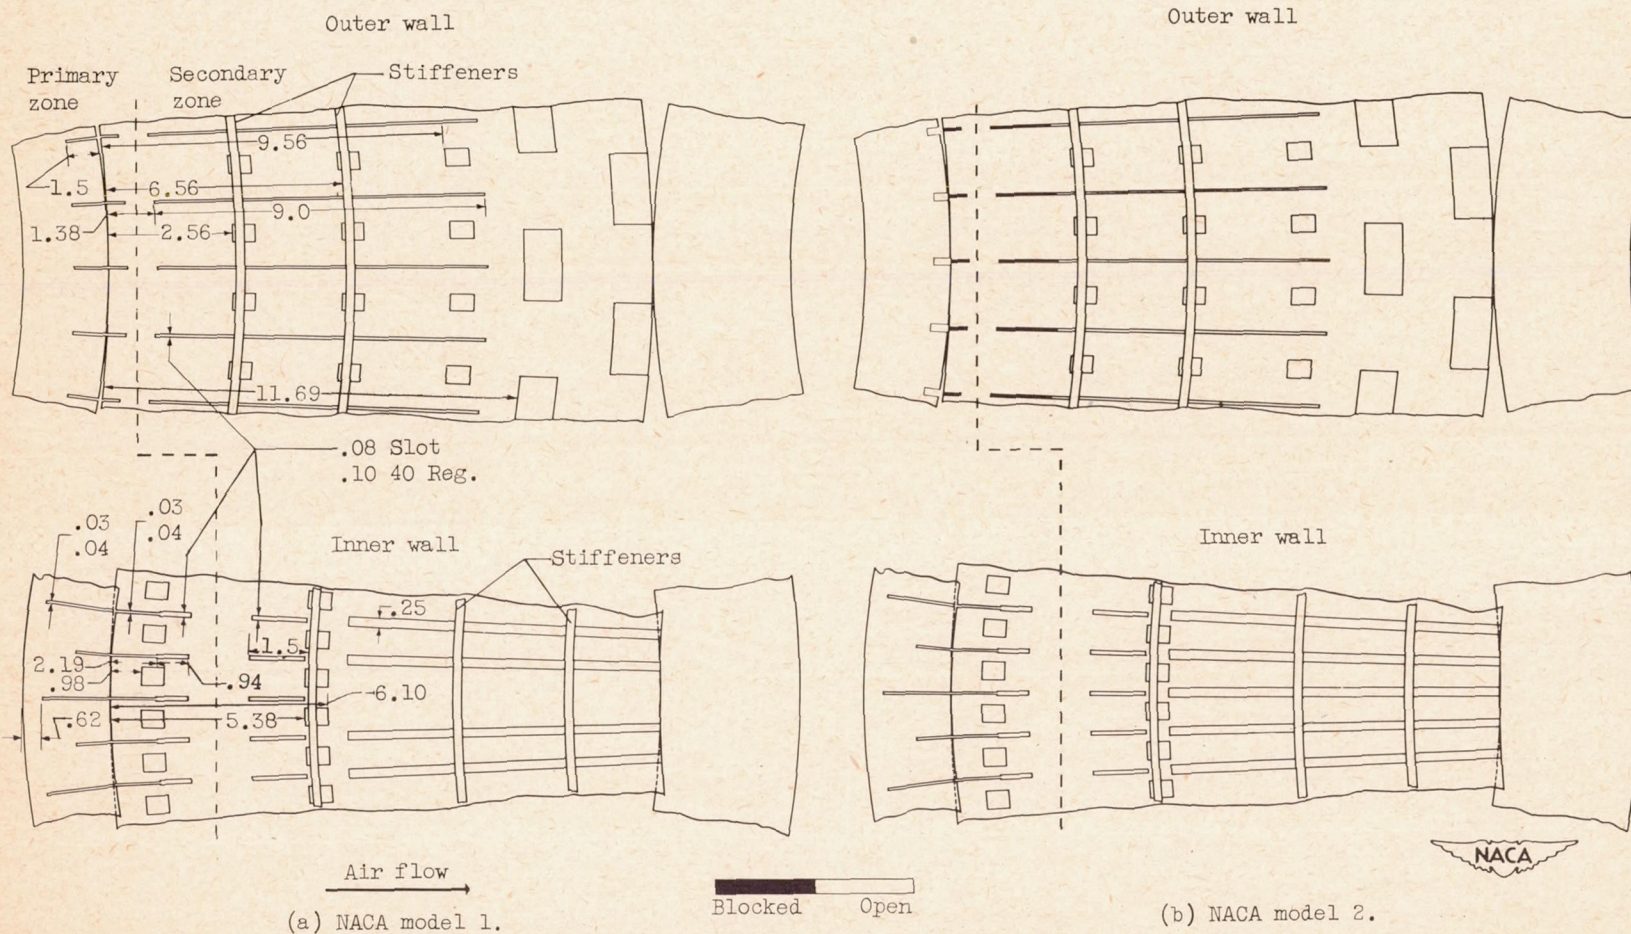 Outer wall
Primary zone
Secondary zone
Stiffeners
9.56
1.5
6.56
9.0
1.38
2.56
11.69
.08 Slot
.10 40 Reg.
.03
.04
.03
.04
Inner wall
Stiffeners
.25
1.5
2.19
.98
.94
6.10
.62
5.38
Air flow
(a) NACA model 1.
Blocked
Open
Outer wall
Inner wall
NACA
(b) NACA model 2.